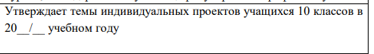 Утверждает темы индивидуальных проектов учащихся 10 классов в
20__/__ учебном году